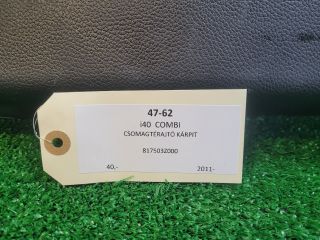 47-62
i40 COMBI
CSOMAGTÉRAJTÓ KÁRPIT
817503Z000
40,- 2011-